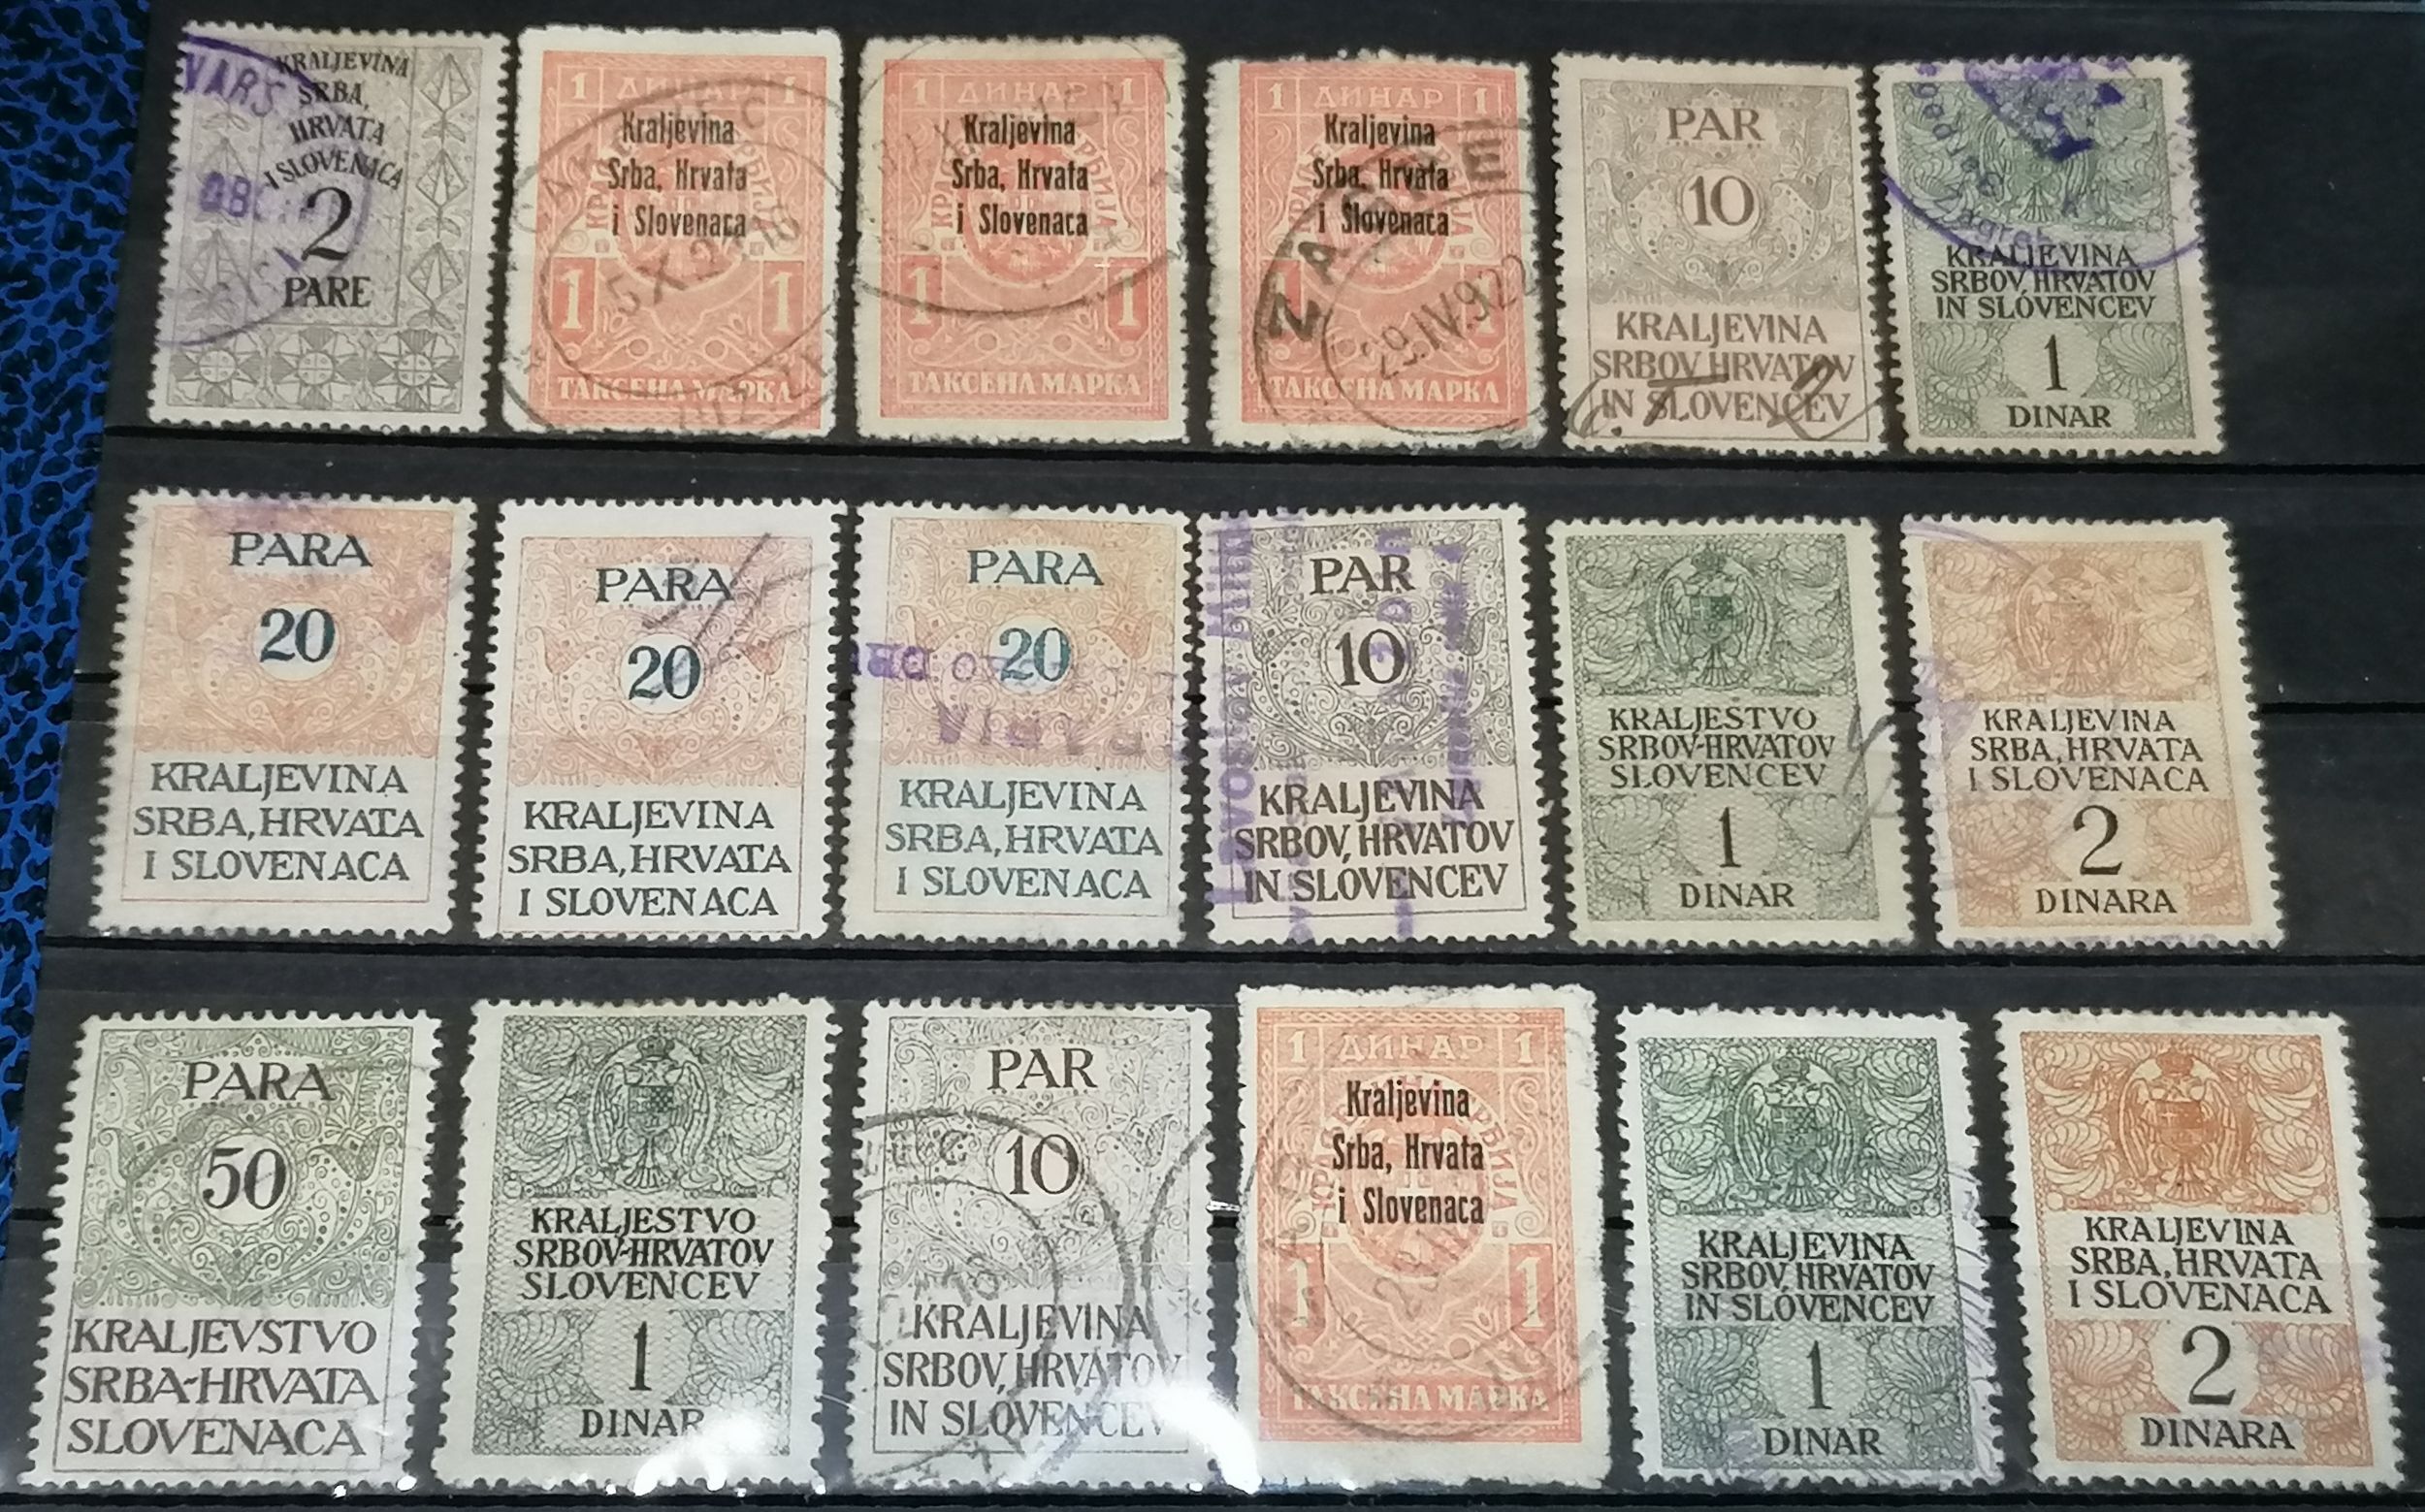 KRALJEVINA
SRBA,
HRVATA
I SLOVENACA
2
PARE
VARS
1 ДИНАР 1
Kraljevina
Srba, Hrvata
i Slovenaca
1 1
ТАКСЕНА МАРКА
5 X
1 ДИНАР 1
Kraljevina
Srba, Hrvata
i Slovenaca
1 1
ТАКСЕНА МАРКА
1 ДИНАР 1
Kraljevina
Srba, Hrvata
i Slovenaca
1
ТАКСЕНА МАРКА
29.IV.922
PAR
10
KRALJEVINA
SRBOV, HRVATOV
IN SLOVENCEV
KRALJEVINA
SRBOV, HRVATOV
IN SLOVENCEV
1
DINAR
PARA
20
KRALJEVINA
SRBA, HRVATA
I SLOVENACA
PARA
20
KRALJEVINA
SRBA, HRVATA
I SLOVENACA
PARA
20
KRALJEVINA
SRBA, HRVATA
I SLOVENACA
PAR
10
KRALJEVINA
SRBOV, HRVATOV
IN SLOVENCEV
KRALJESTVO
SRBOV-HRVATOV
SLOVENCEV
1
DINAR
KRALJEVINA
SRBA, HRVATA
I SLOVENACA
2
DINARA
PARA
50
KRALJEVSTVO
SRBA-HRVATA
SLOVENACA
KRALJESTVO
SRBOV-HRVATOV
SLOVENCEV
1
DINAR
PAR
10
KRALJEVINA
SRBOV, HRVATOV
IN SLOVENCEV
1 ДИНАР 1
Kraljevina
Srba, Hrvata
i Slovenaca
1 1
ТАКСЕНА МАРКА
KRALJEVINA
SRBOV, HRVATOV
IN SLOVENCEV
1
DINAR
KRALJEVINA
SRBA, HRVATA
I SLOVENACA
2
DINARA